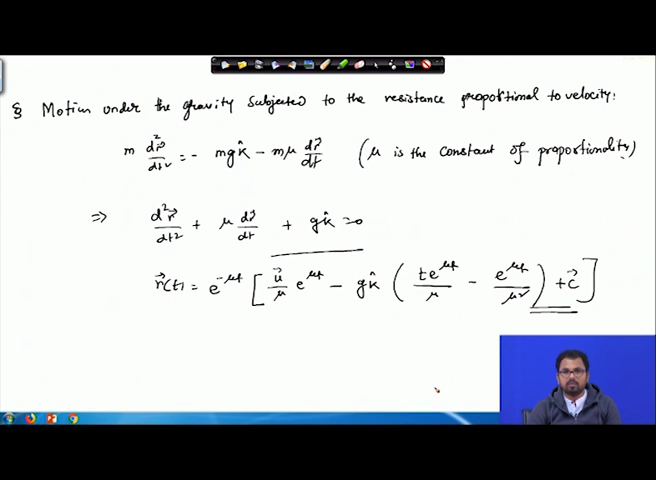 § Motion under the gravity subjected to the resistance proportional to velocity:
m d²r⃗/dt² = - mgk̂ - mμ dr⃗/dt (μ is the constant of proportionality)
⇒ d²r⃗/dt² + μ dr⃗/dt + gk̂ = 0
r⃗(t) = e^{-μt} [ u⃗/μ e^{μt} - gk̂ ( te^{μt}/μ - e^{μt}/μ² ) + c⃗ ]